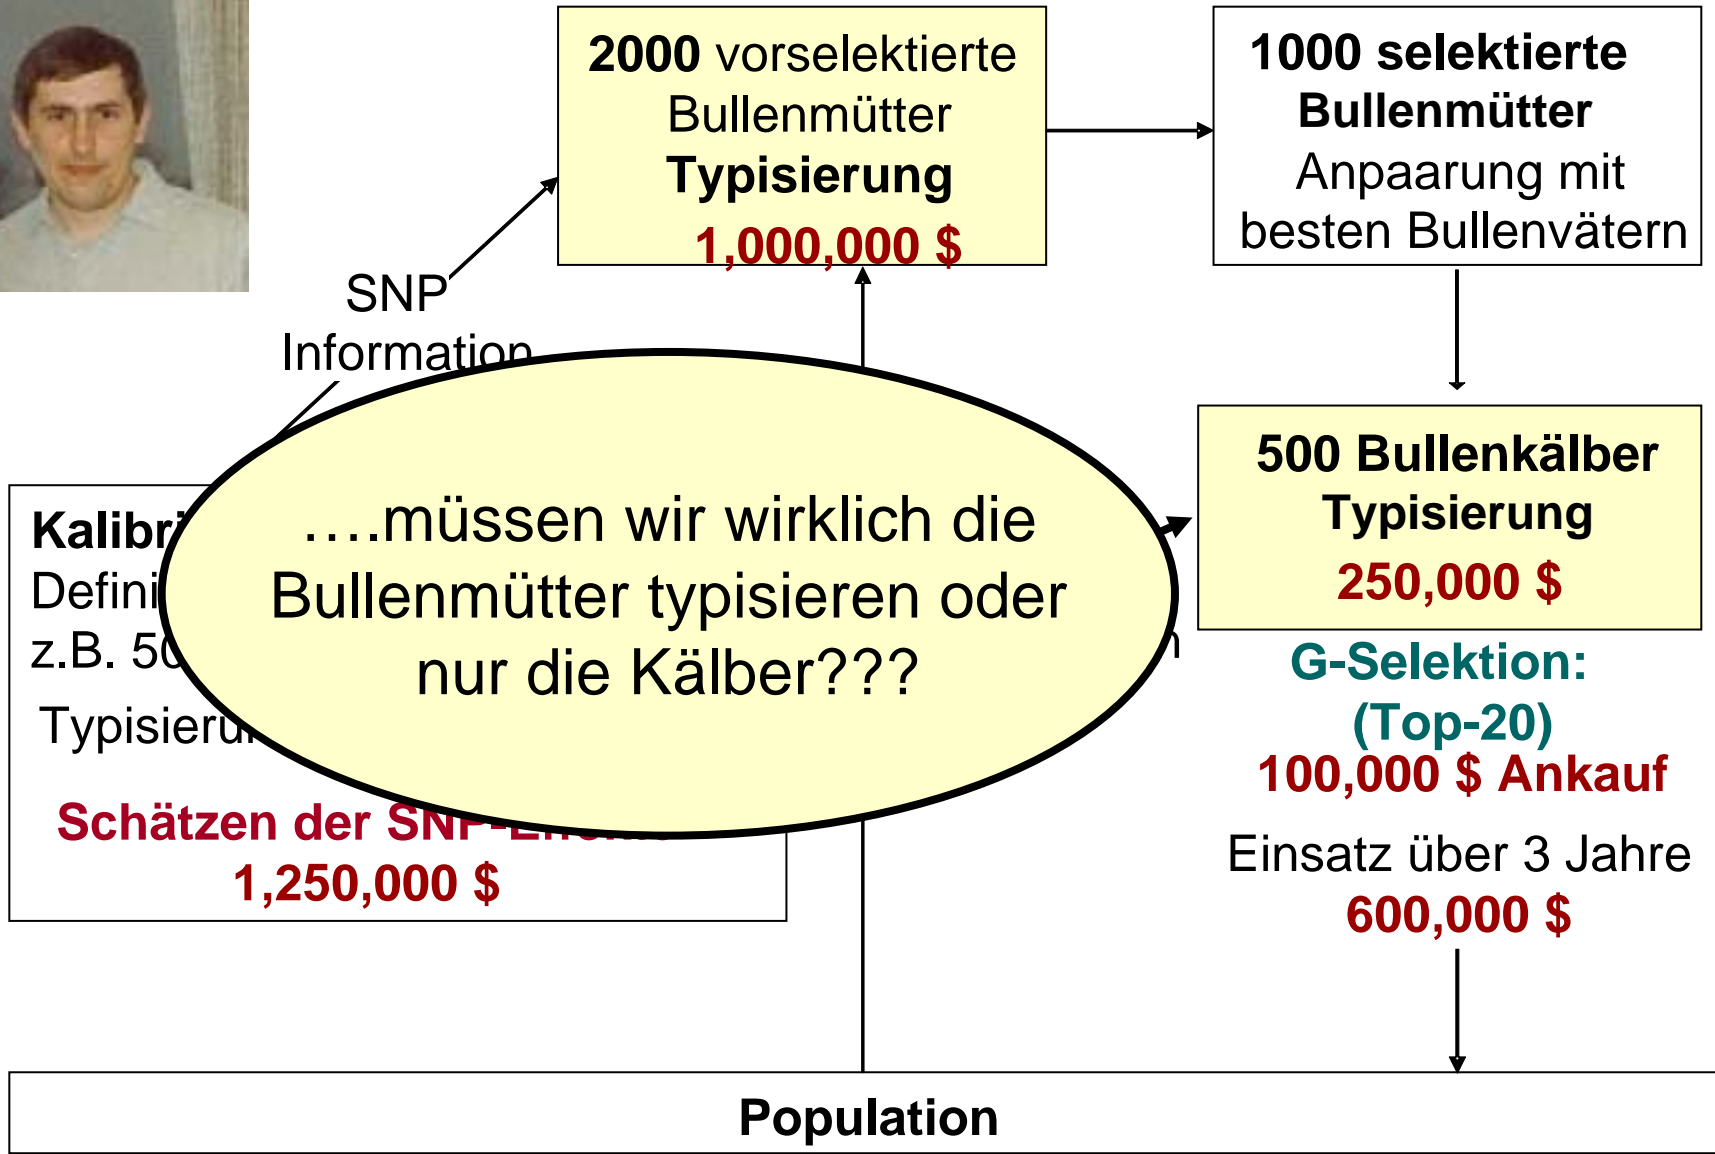 2000 vorselektierte
Bullenmütter
Typisierung
1,000,000 $
1000 selektierte
Bullenmütter
Anpaarung mit
besten Bullenvätern
SNP
Information
500 Bullenkälber
Typisierung
250,000 $
G-Selektion:
(Top-20)
100,000 $ Ankauf
Einsatz über 3 Jahre
600,000 $
….müssen wir wirklich die
Bullenmütter typisieren oder
nur die Kälber???
z.B.
Schätzen der
1,250,000 $
Population